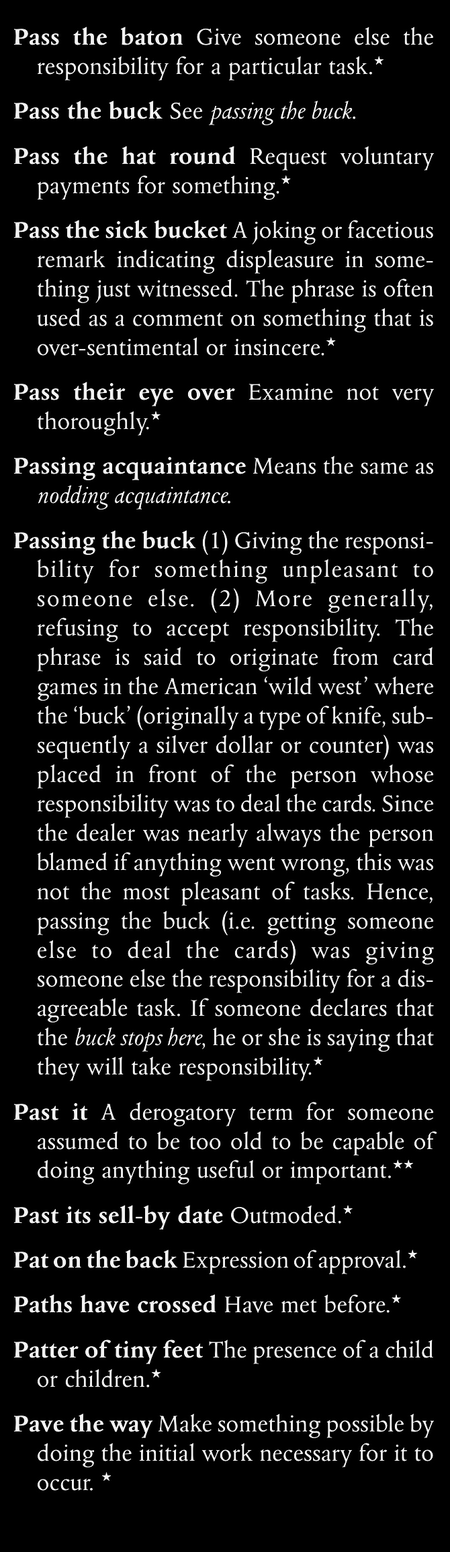 Pass the baton Give someone else the
responsibility for a particular task.★
Pass the buck See passing the buck.
Pass the hat round Request voluntary
payments for something.★
Pass the sick bucket A joking or facetious
remark indicating displeasure in some-
thing just witnessed. The phrase is often
used as a comment on something that is
over-sentimental or insincere.★
Pass their eye over Examine not very
thoroughly.★
Passing acquaintance Means the same as
nodding acquaintance.
Passing the buck (1) Giving the responsi-
bility for something unpleasant to
someone else. (2) More generally,
refusing to accept responsibility. The
phrase is said to originate from card
games in the American ‘wild west’ where
the ‘buck’ (originally a type of knife, sub-
sequently a silver dollar or counter) was
placed in front of the person whose
responsibility was to deal the cards. Since
the dealer was nearly always the person
blamed if anything went wrong, this was
not the most pleasant of tasks. Hence,
passing the buck (i.e. getting someone
else to deal the cards) was giving
someone else the responsibility for a dis-
agreeable task. If someone declares that
the buck stops here, he or she is saying that
they will take responsibility.★
Past it A derogatory term for someone
assumed to be too old to be capable of
doing anything useful or important.★★
Past its sell-by date Outmoded.★
Pat on the back Expression of approval.★
Paths have crossed Have met before.★
Patter of tiny feet The presence of a child
or children.★
Pave the way Make something possible by
doing the initial work necessary for it to
occur. ★